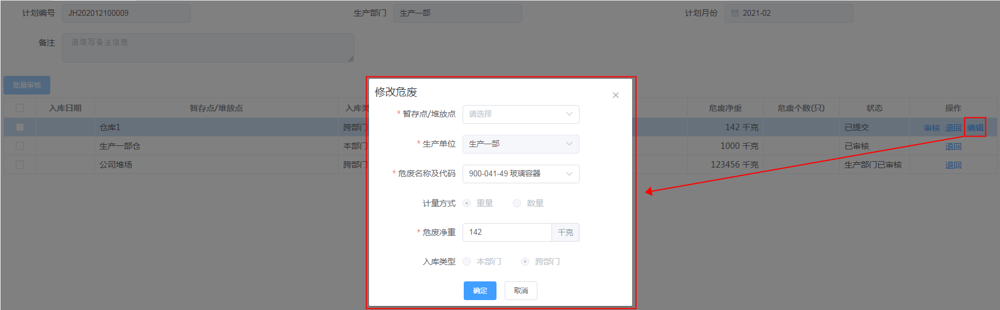 计划编号 JH202012100009 生产部门 生产一部 计划月份 2021-02
备注 请填写备注信息
批量审核
入库日期 暂存点/堆放点 入库类 危废净重 危废个数(只) 状态 操作
仓库1 跨部门 142 千克 已提交 审核 退回 编辑
生产一部仓 本部门 1000 千克 已审核 退回
公司堆场 跨部门 123456 千克 生产部门已审核 退回
修改危废
* 暂存点/堆放点 请选择
* 生产单位 生产一部
* 危废名称及代码 900-041-49 玻璃容器
计量方式 重量 数量
* 危废净重 142 千克
入库类型 本部门 跨部门
确定 取消